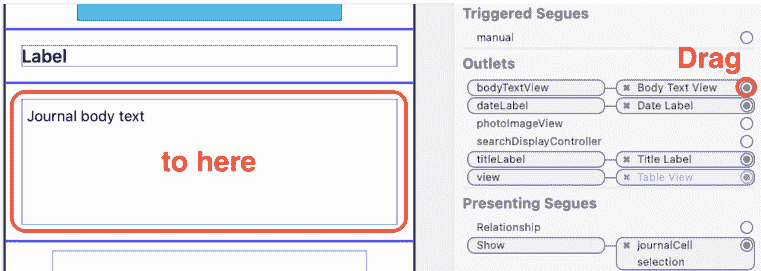 Label
Journal body text
to here
Triggered Segues
manual
Drag
Outlets
bodyTextView ✖ Body Text View
dateLabel ✖ Date Label
photoImageView
searchDisplayController
titleLabel ✖ Title Label
view ✖ Table View
Presenting Segues
Relationship
Show ✖ journalCell
selection